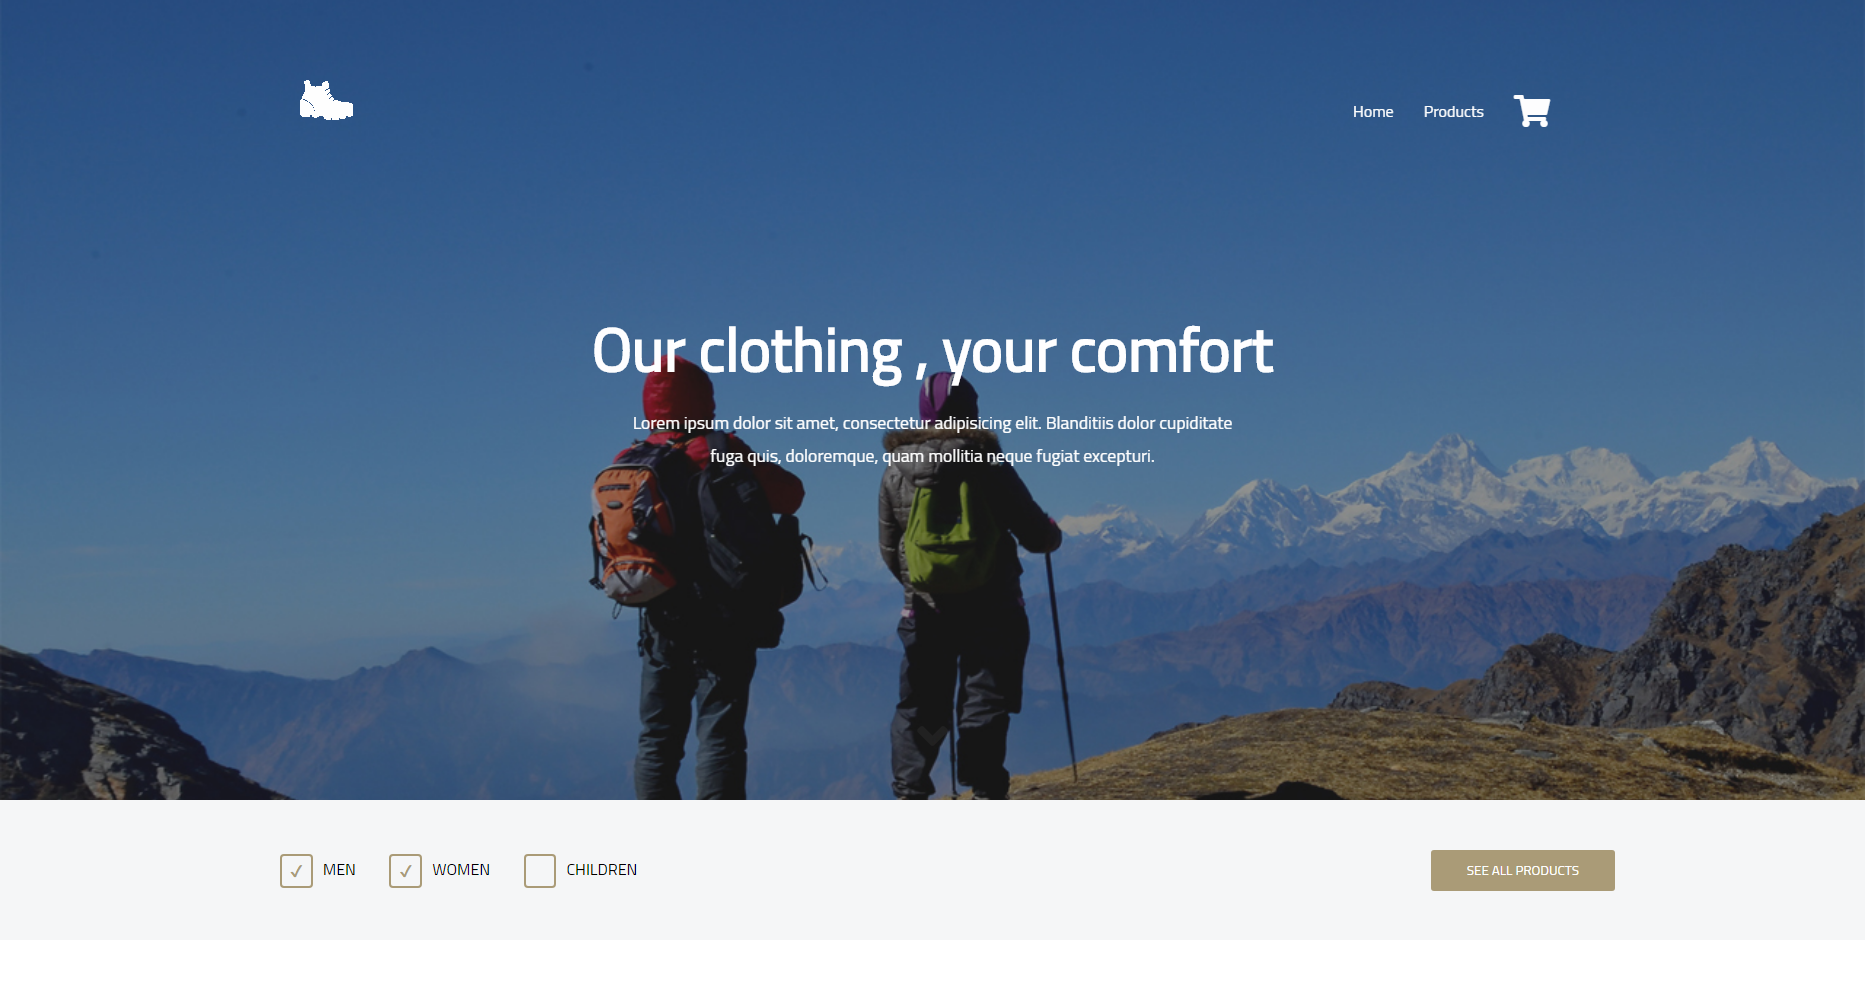 Home
Products
Our clothing , your comfort
Lorem ipsum dolor sit amet, consectetur adipisicing elit. Blanditiis dolor cupiditate
fuga quis, doloremque, quam mollitia neque fugiat excepturi.
MEN
WOMEN
CHILDREN
SEE ALL PRODUCTS